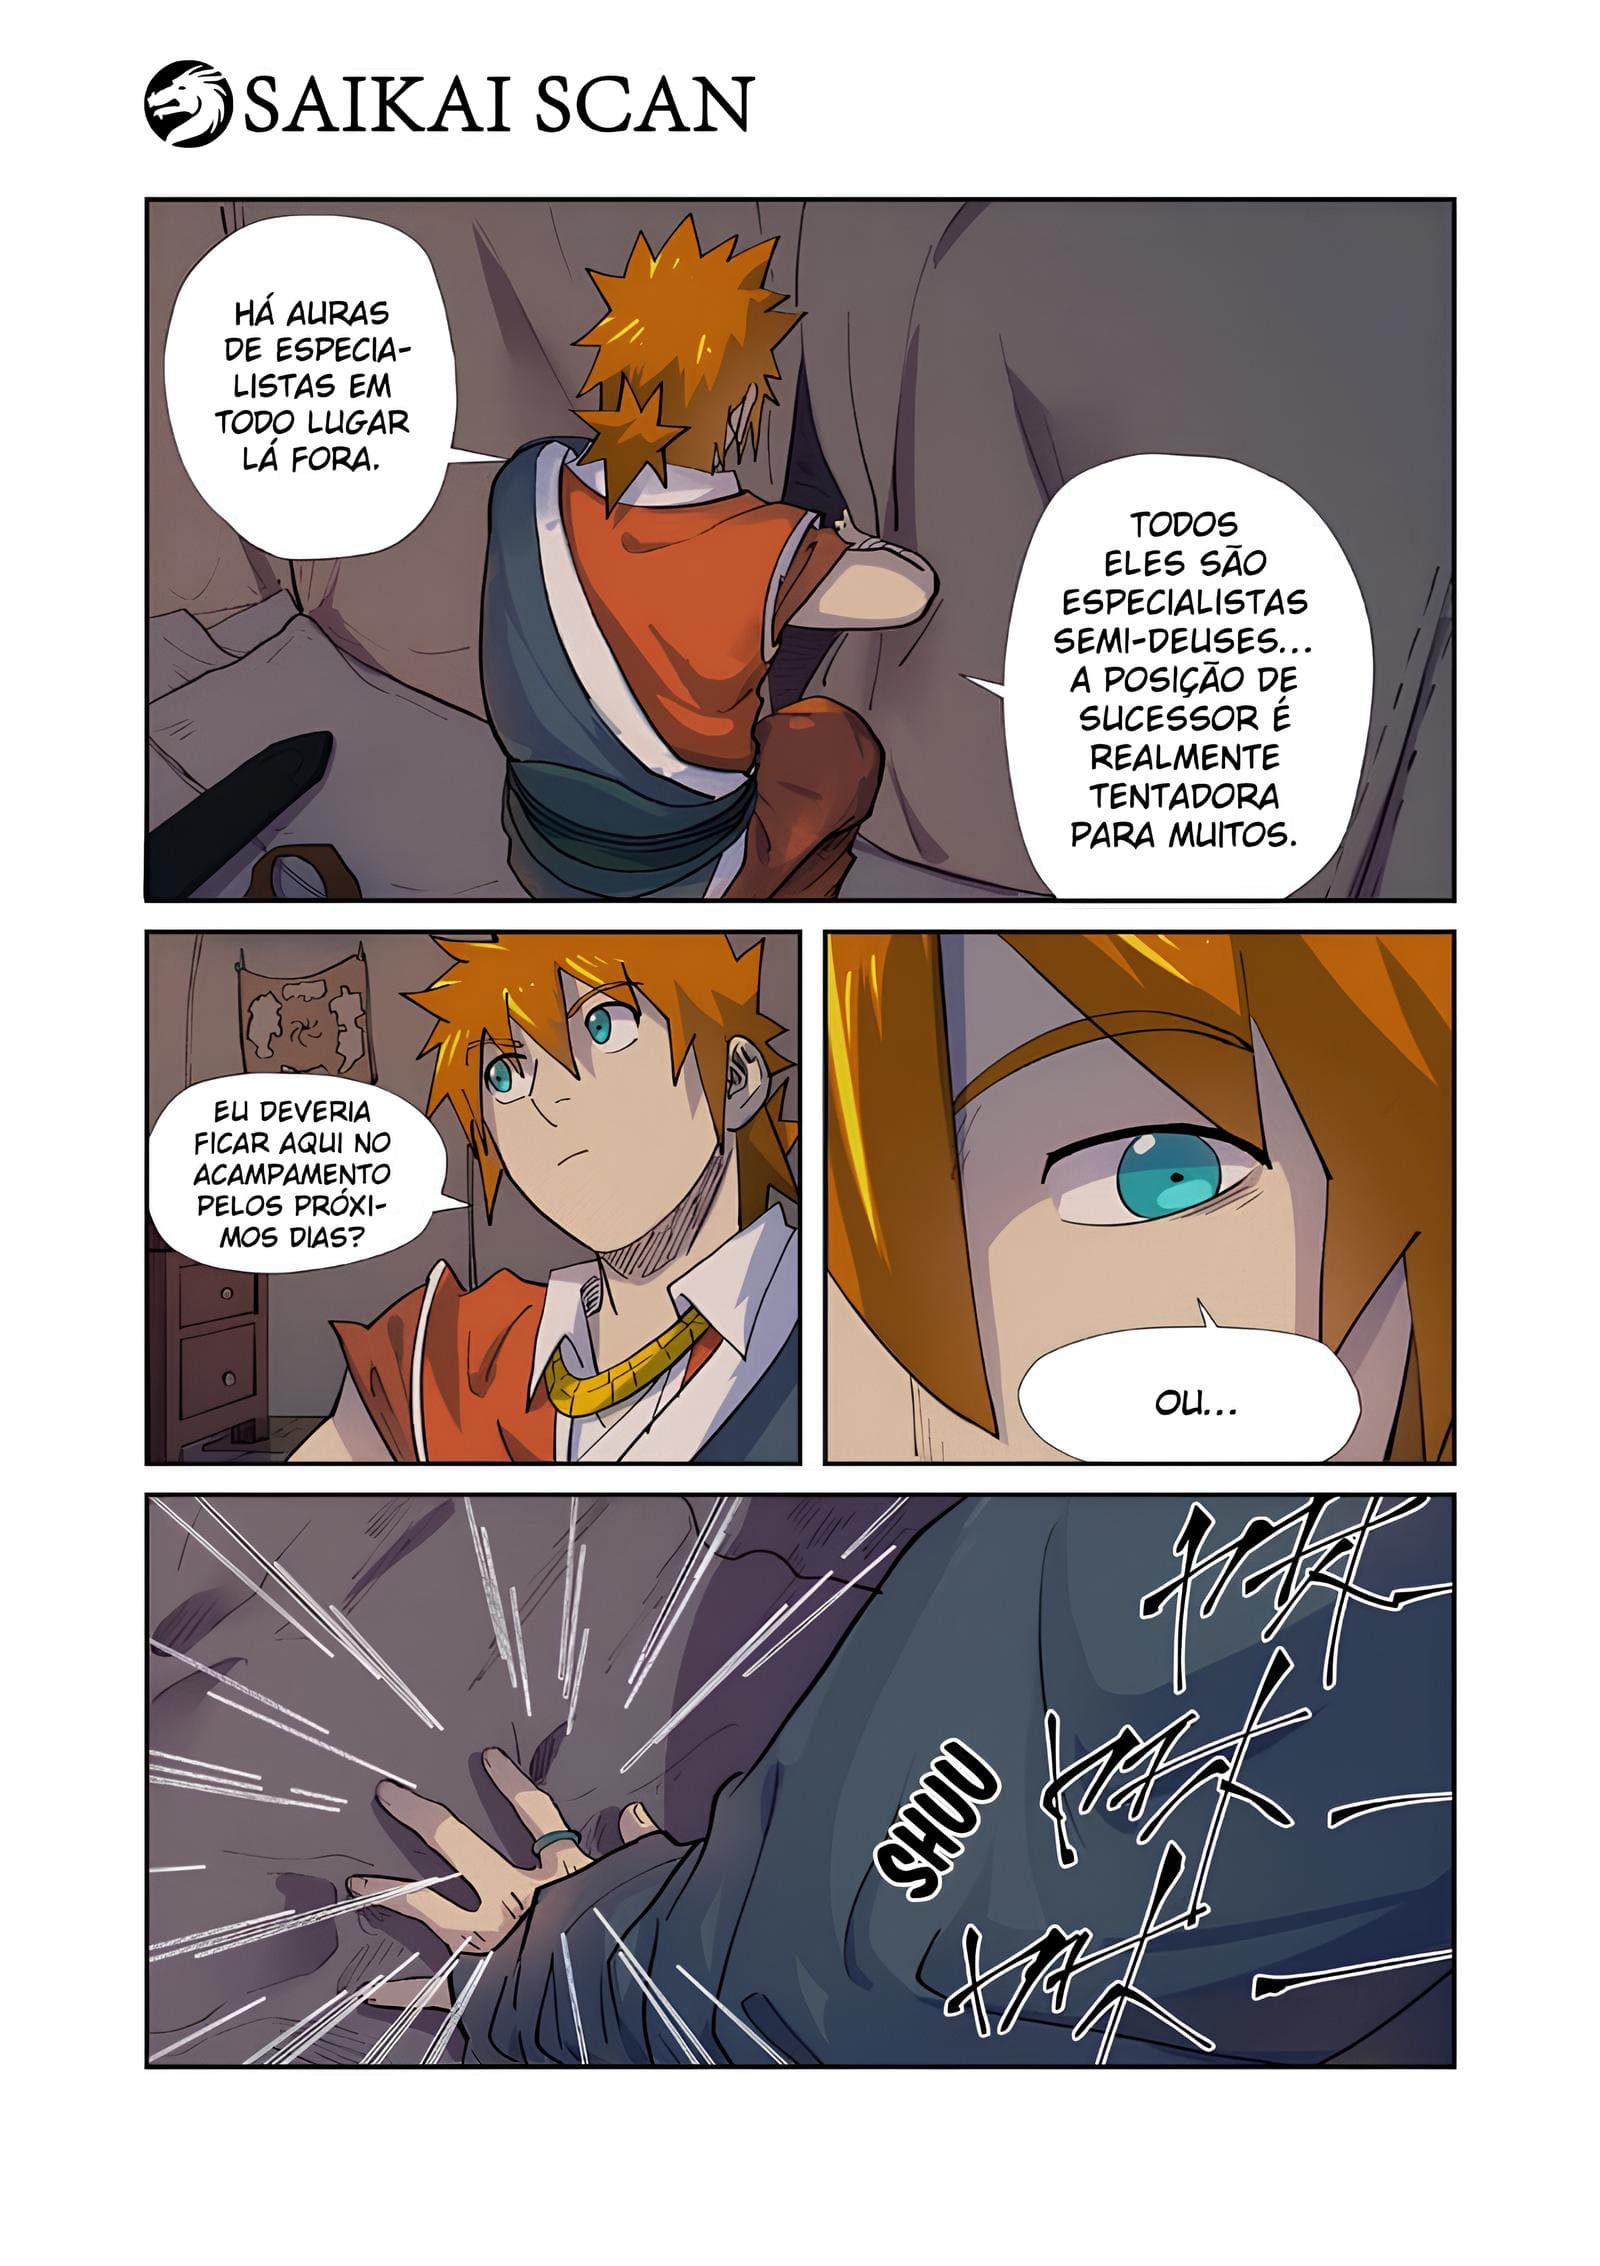 SAIKAI SCAN
HÁ AURAS
DE ESPECIA-
LISTAS EM
TODO LUGAR
LÁ FORA.
TODOS
ELES SÃO
ESPECIALISTAS
SEMI-DEUSES...
A POSIÇÃO DE
SUCESSOR É
REALMENTE
TENTADORA
PARA MUITOS.
EU DEVERIA
FICAR AQUI NO
ACAMPAMENTO
PELOS PRÓXI-
MOS DIAS?
OU...
SHUU